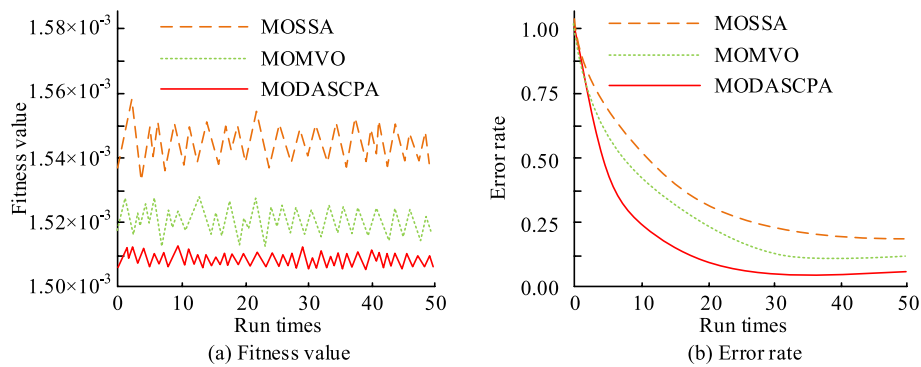 1.58×10-3
1.56×10-3
1.54×10-3
1.52×10-3
1.50×10-3
Fitness value
MOSSA
MOMVO
MODASCPA
0 10 20 30 40 50
Run times
(a) Fitness value
1.00
0.75
0.50
0.25
0.00
Error rate
MOSSA
MOMVO
MODASCPA
0 10 20 30 40 50
Run times
(b) Error rate